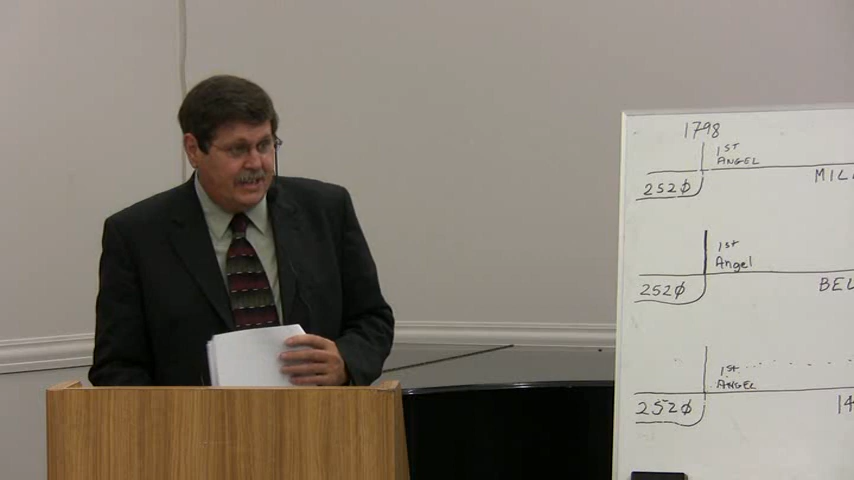 1798
1ST
ANGEL
2520 MIL
1st
Angel
2520 BEL
1st
ANGEL
2520 14